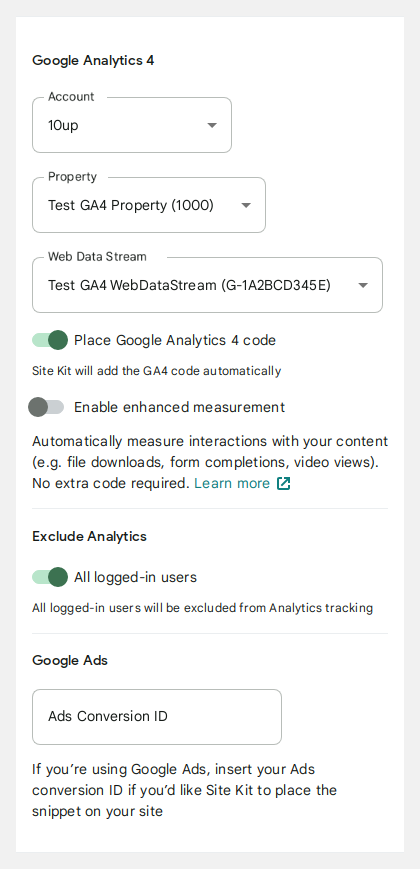 Google Analytics 4
Account
10up
Property
Test GA4 Property (1000)
Web Data Stream
Test GA4 WebDataStream (G-1A2BCD345E)
Place Google Analytics 4 code
Site Kit will add the GA4 code automatically
Enable enhanced measurement
Automatically measure interactions with your content
(e.g. file downloads, form completions, video views).
No extra code required. Learn more
Exclude Analytics
All logged-in users
All logged-in users will be excluded from Analytics tracking
Google Ads
Ads Conversion ID
If you’re using Google Ads, insert your Ads
conversion ID if you’d like Site Kit to place the
snippet on your site